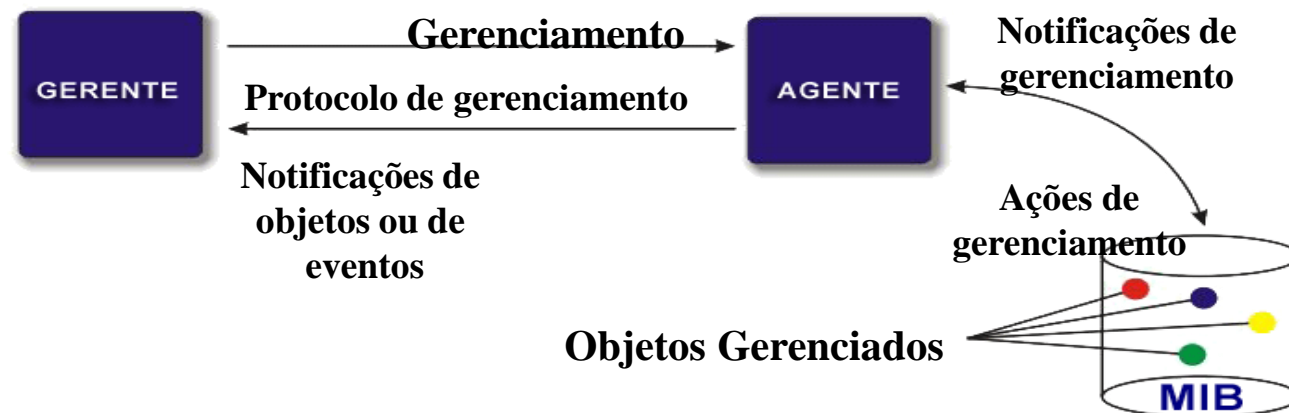 Gerenciamento
GERENTE
Protocolo de gerenciamento
Notificações de
objetos ou de
eventos
AGENTE
Notificações de
gerenciamento
Ações de
gerenciamento
Objetos Gerenciados
MIB